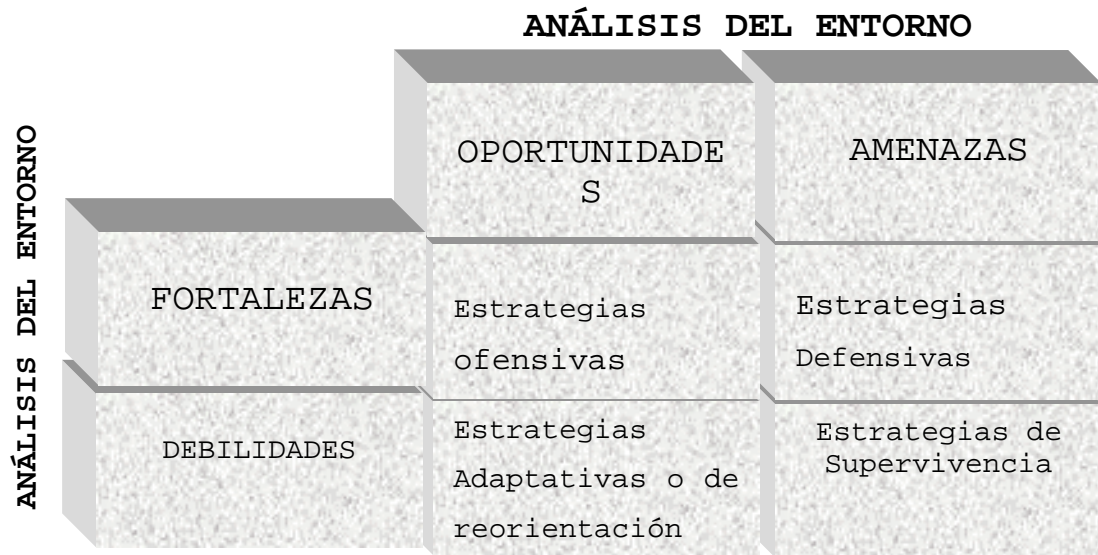 ANÁLISIS DEL ENTORNO
ANÁLISIS DEL ENTORNO
OPORTUNIDADE
S
AMENAZAS
FORTALEZAS
Estrategias
ofensivas
Estrategias
Defensivas
DEBILIDADES
Estrategias
Adaptativas o de
reorientación
Estrategias de
Supervivencia